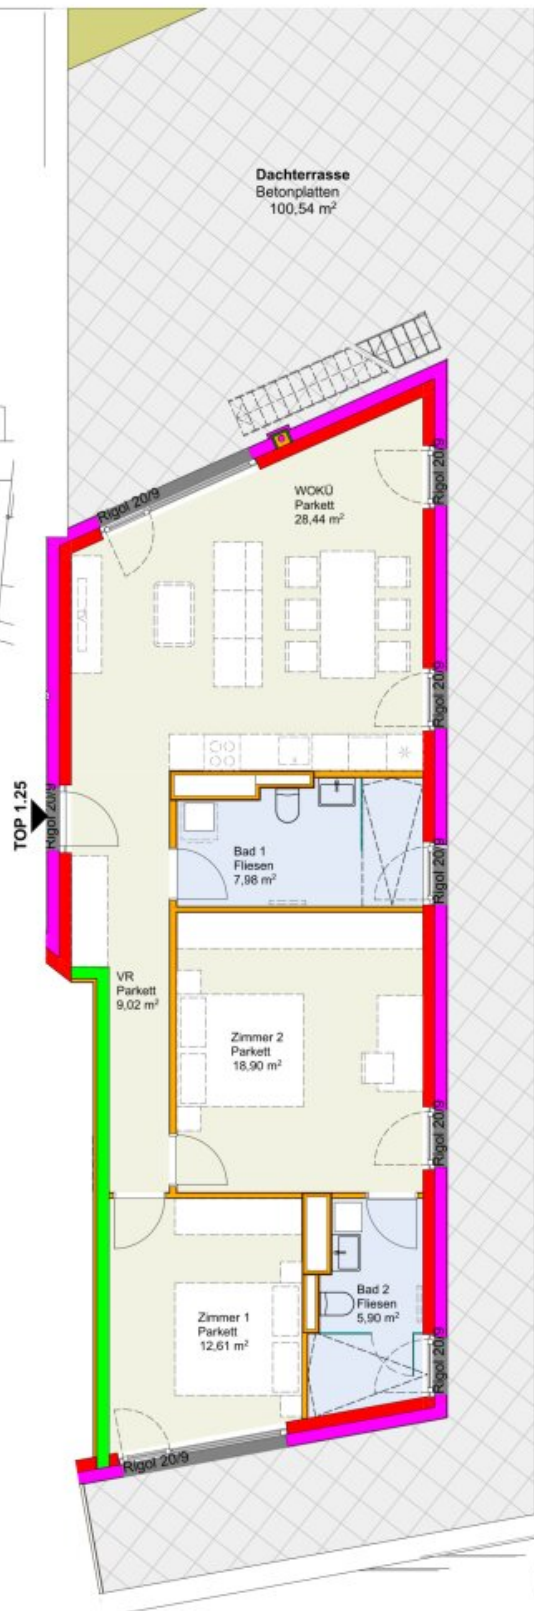 Dachterrasse
Betonplatten
100,54 m²
Rigol 20/9
Rigol 20/9
WOKÜ
Parkett
28,44 m²
Rigol 20/9
TOP 1.25
Rigol 20/9
Bad 1
Fliesen
7,98 m²
Rigol 20/9
VR
Parkett
9,02 m²
Zimmer 2
Parkett
18,90 m²
Rigol 20/9
Zimmer 1
Parkett
12,61 m²
Bad 2
Fliesen
5,90 m²
Rigol 20/9
Rigol 20/9